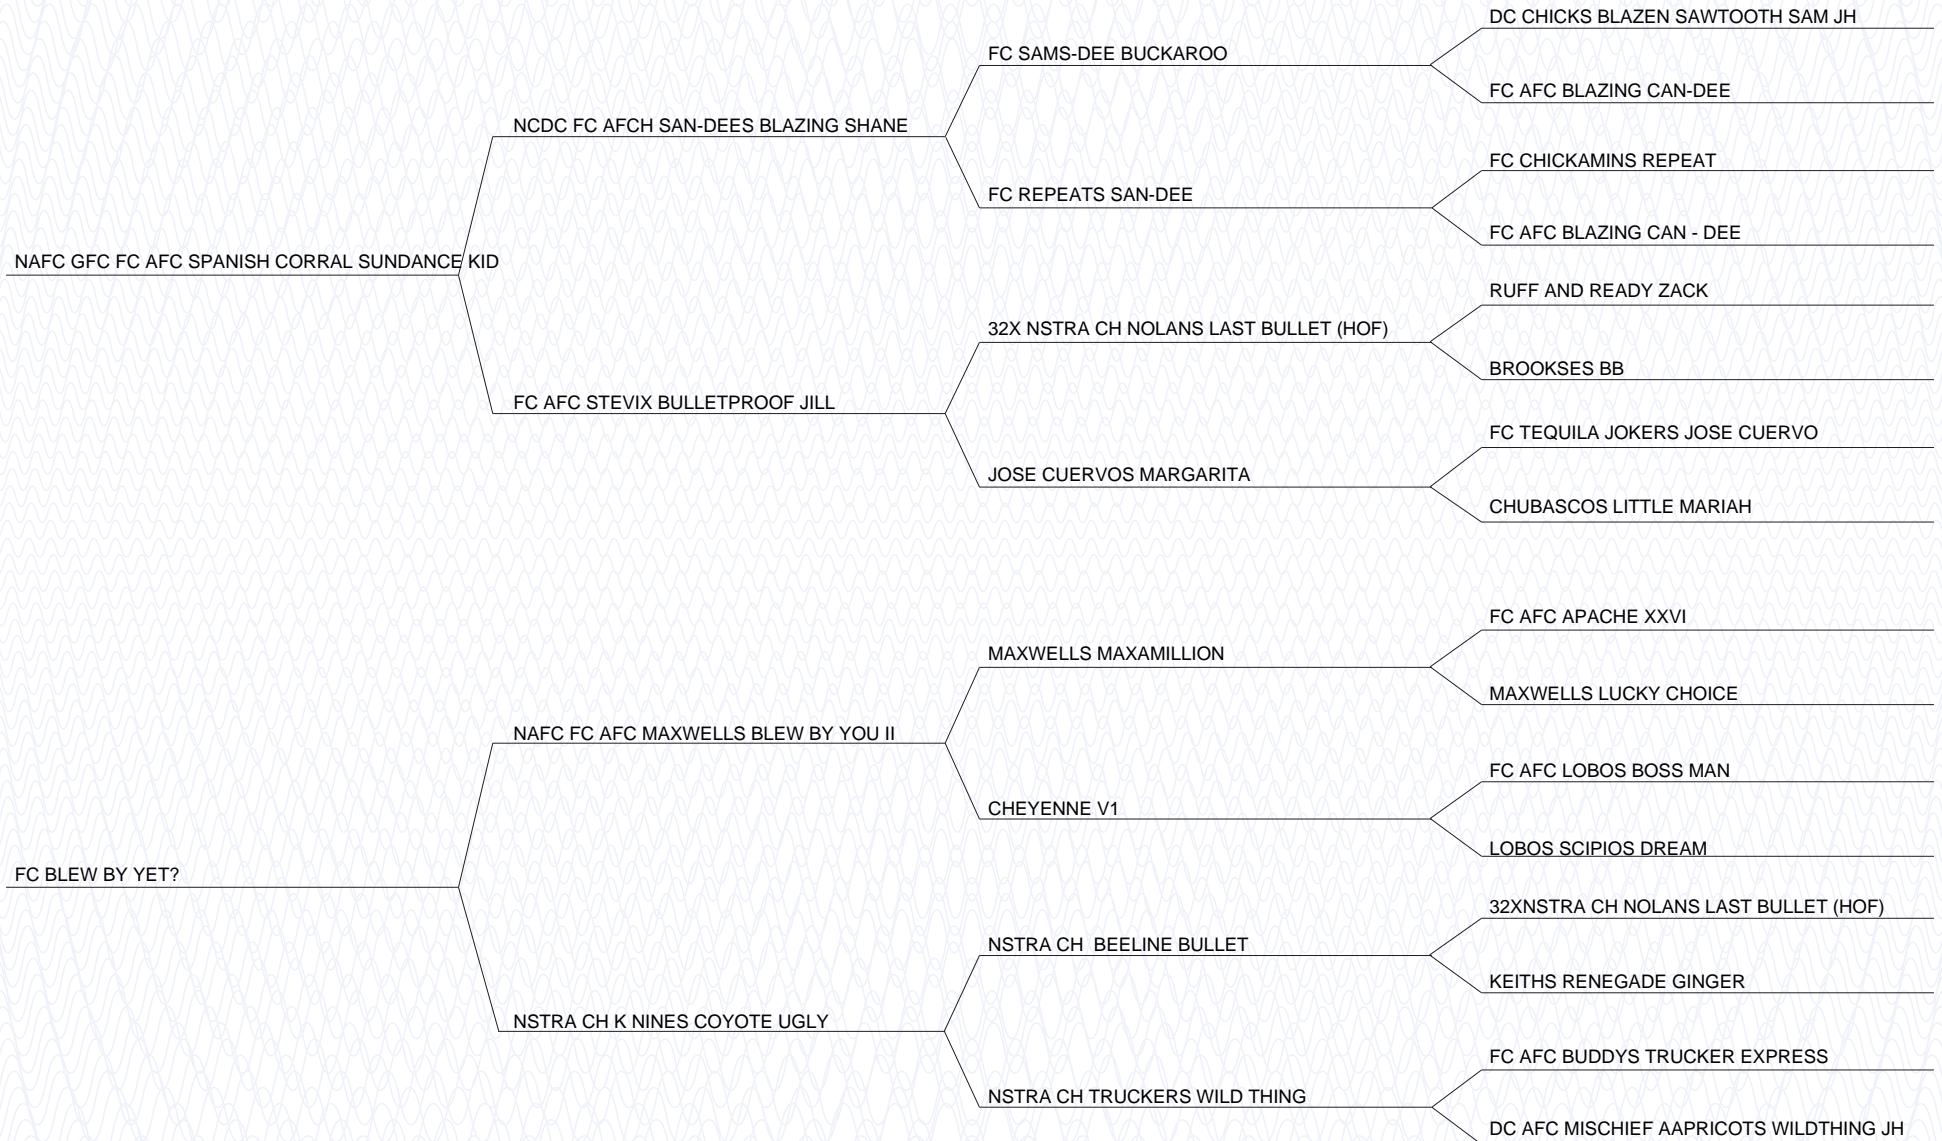 DC CHICKS BLAZEN SAWTOOTH SAM JH
FC SAMS-DEE BUCKAROO
FC AFC BLAZING CAN-DEE
NCDC FC AFCH SAN-DEES BLAZING SHANE
FC CHICKAMINS REPEAT
FC REPEATS SAN-DEE
FC AFC BLAZING CAN - DEE
NAFC GFC FC AFC SPANISH CORRAL SUNDANCE KID
RUFF AND READY ZACK
32X NSTRA CH NOLANS LAST BULLET (HOF)
BROOKSES BB
FC AFC STEVIX BULLETPROOF JILL
FC TEQUILA JOKERS JOSE CUERVO
JOSE CUERVOS MARGARITA
CHUBASCOS LITTLE MARIAH
FC AFC APACHE XXVI
MAXWELLS MAXAMILLION
MAXWELLS LUCKY CHOICE
NAFC FC AFC MAXWELLS BLEW BY YOU II
FC AFC LOBOS BOSS MAN
CHEYENNE V1
LOBOS SCIPIOS DREAM
FC BLEW BY YET?
32XNSTRA CH NOLANS LAST BULLET (HOF)
NSTRA CH  BEELINE BULLET
KEITHS RENEGADE GINGER
NSTRA CH K NINES COYOTE UGLY
FC AFC BUDDYS TRUCKER EXPRESS
NSTRA CH TRUCKERS WILD THING
DC AFC MISCHIEF AAPRICOTS WILDTHING JH